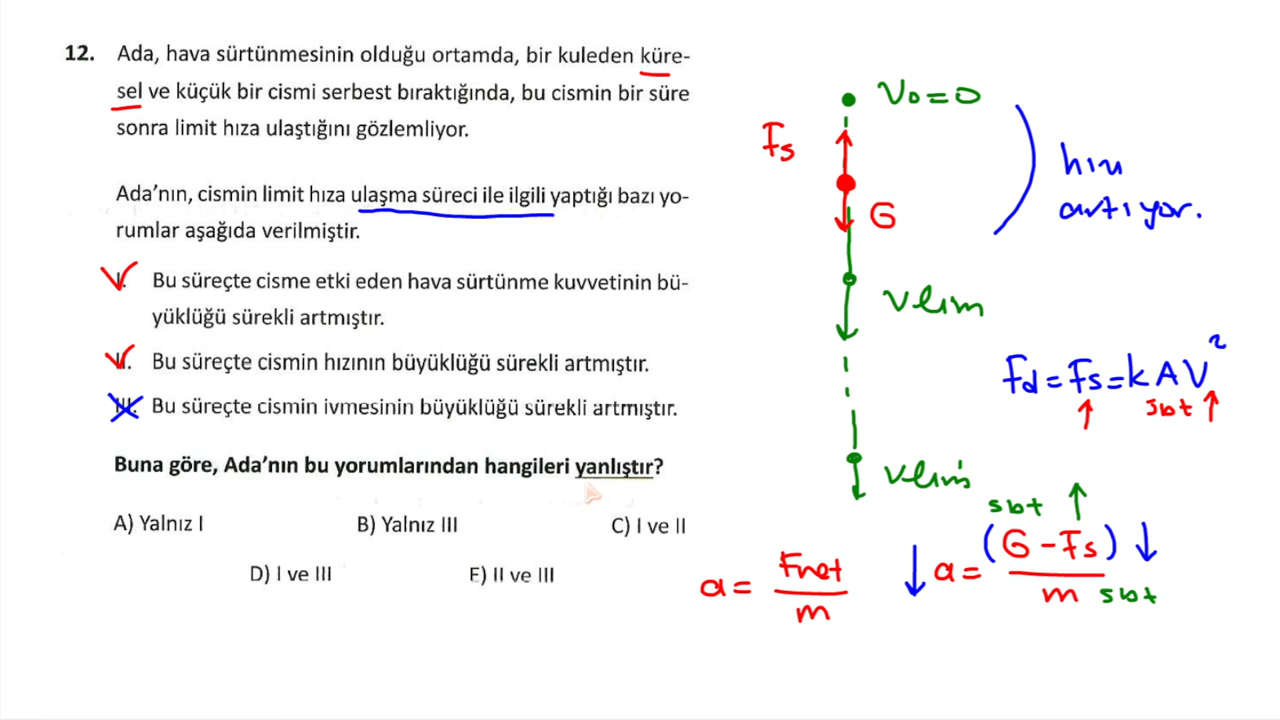 12. Ada, hava sürtünmesinin olduğu ortamda, bir kuleden küre-
sel ve küçük bir cismi serbest bıraktığında, bu cismin bir süre
sonra limit hıza ulaştığını gözlemliyor.
Ada'nın, cismin limit hıza ulaşma süreci ile ilgili yaptığı bazı yo-
rumlar aşağıda verilmiştir.
I. Bu süreçte cisme etki eden hava sürtünme kuvvetinin bü-
yüklüğü sürekli artmıştır.
II. Bu süreçte cismin hızının büyüklüğü sürekli artmıştır.
III. Bu süreçte cismin ivmesinin büyüklüğü sürekli artmıştır.
Buna göre, Ada'nın bu yorumlarından hangileri yanlıştır?
A) Yalnız I B) Yalnız III C) I ve II
D) I ve III E) II ve III
V0=0
Fs
G
hızı
artıyor.
Vlim
Fd=Fs=kAV²
↑ sbt ↑
Vlim
sbt ↑
a= Fnet
m
↓ a= (G-Fs) ↓
m sbt